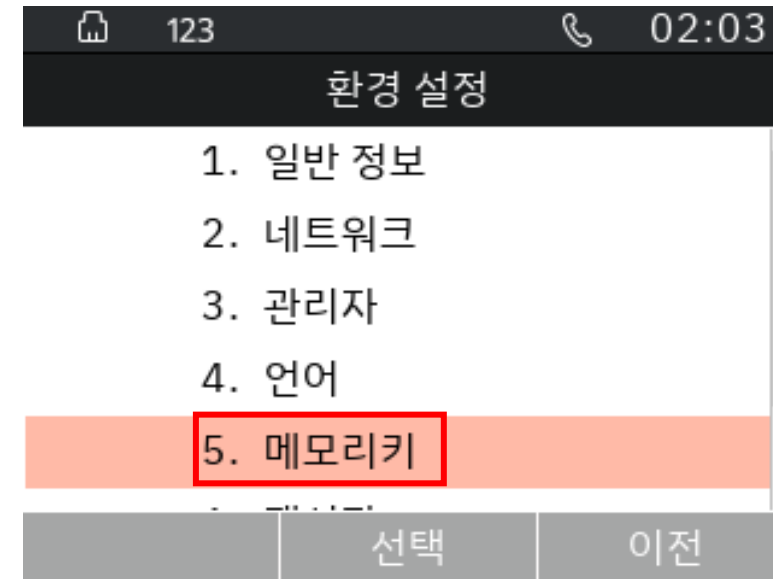 123 02:03
환경 설정
1. 일반 정보
2. 네트워크
3. 관리자
4. 언어
5. 메모리키
선택 이전